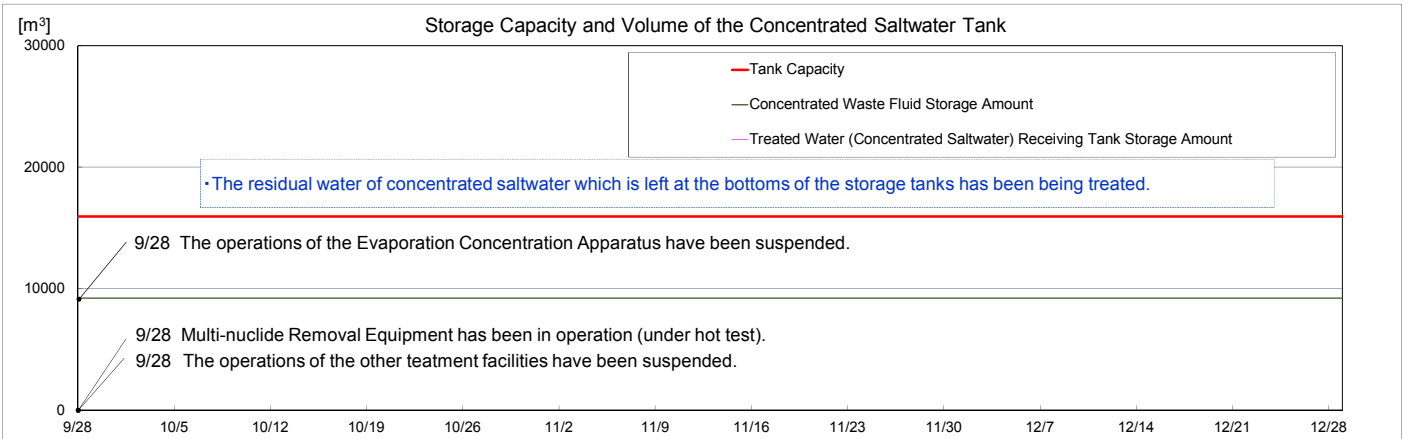 Storage Capacity and Volume of the Concentrated Saltwater Tank
[m³]
30000
Tank Capacity
Concentrated Waste Fluid Storage Amount
Treated Water (Concentrated Saltwater) Receiving Tank Storage Amount
20000
・The residual water of concentrated saltwater which is left at the bottoms of the storage tanks has been being treated.
9/28 The operations of the Evaporation Concentration Apparatus have been suspended.
10000
9/28 Multi-nuclide Removal Equipment has been in operation (under hot test).
9/28 The operations of the other teatment facilities have been suspended.
0
9/28 10/5 10/12 10/19 10/26 11/2 11/9 11/16 11/23 11/30 12/7 12/14 12/21 12/28